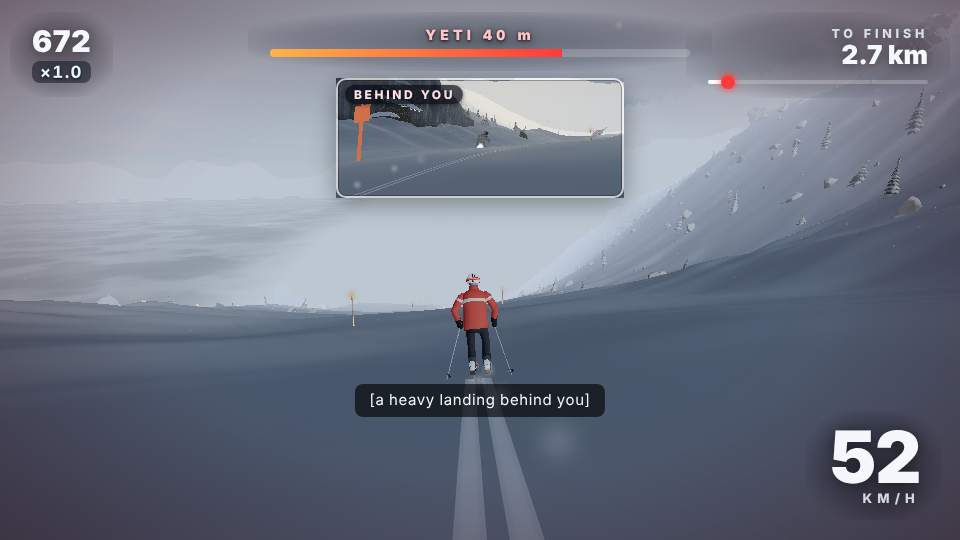 672
×1.0
YETI 40 m
TO FINISH
2.7 km
BEHIND YOU
[a heavy landing behind you]
52
KM/H